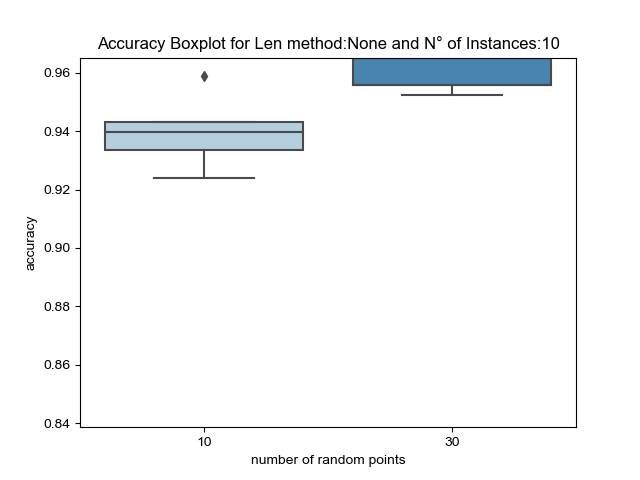 Accuracy Boxplot for Len method:None and N° of Instances:10
0.96
0.94
0.92
0.90
0.88
0.86
0.84
accuracy
10 30
number of random points